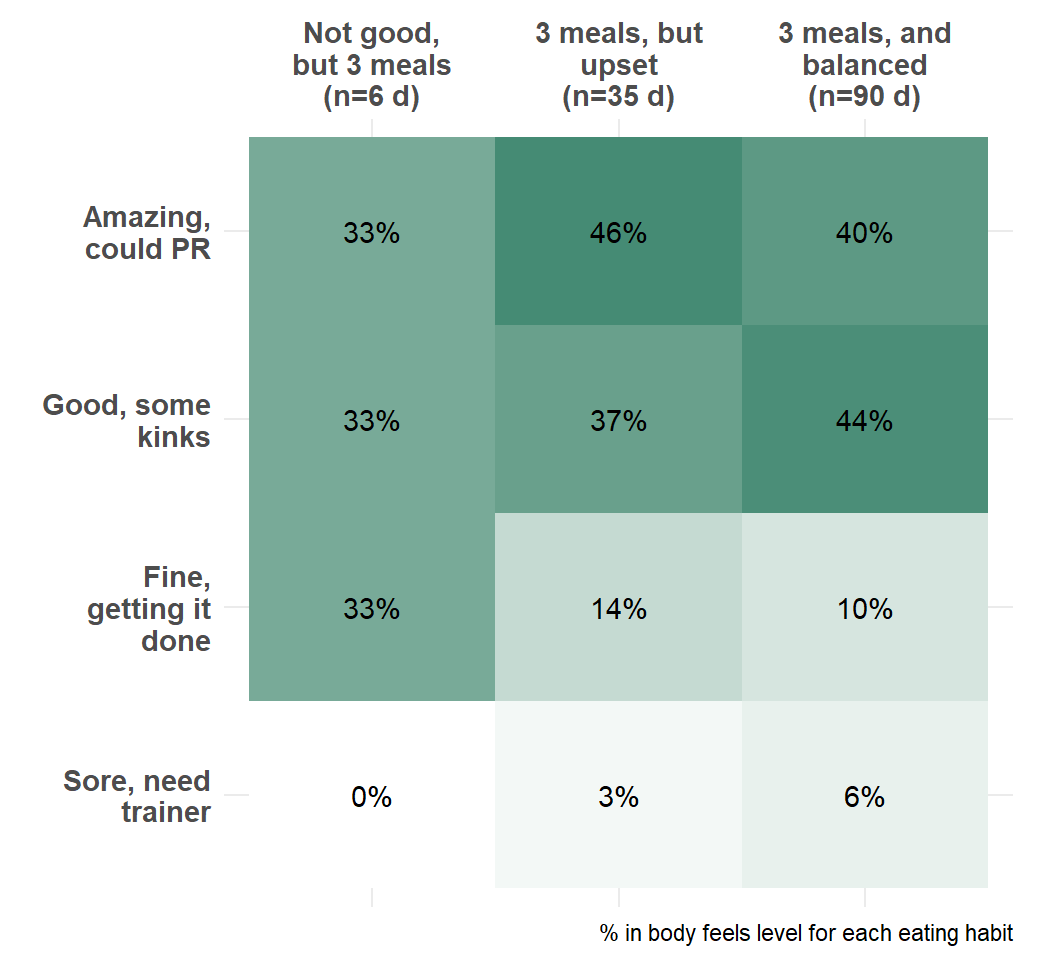 Not good,
but 3 meals
(n=6 d)
3 meals, but
upset
(n=35 d)
3 meals, and
balanced
(n=90 d)
Amazing,
could PR
33%
46%
40%
Good, some
kinks
33%
37%
44%
Fine,
getting it
done
33%
14%
10%
Sore, need
trainer
0%
3%
6%
% in body feels level for each eating habit